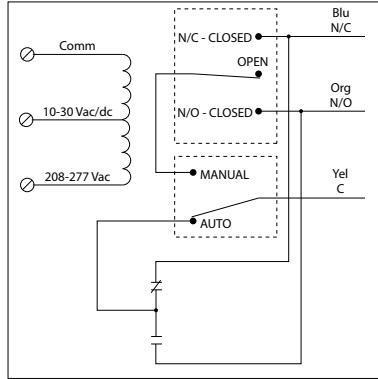 Comm
10-30 Vac/dc
208-277 Vac
N/C - CLOSED
OPEN
N/O - CLOSED
MANUAL
AUTO
Blu
N/C
Org
N/O
Yel
C